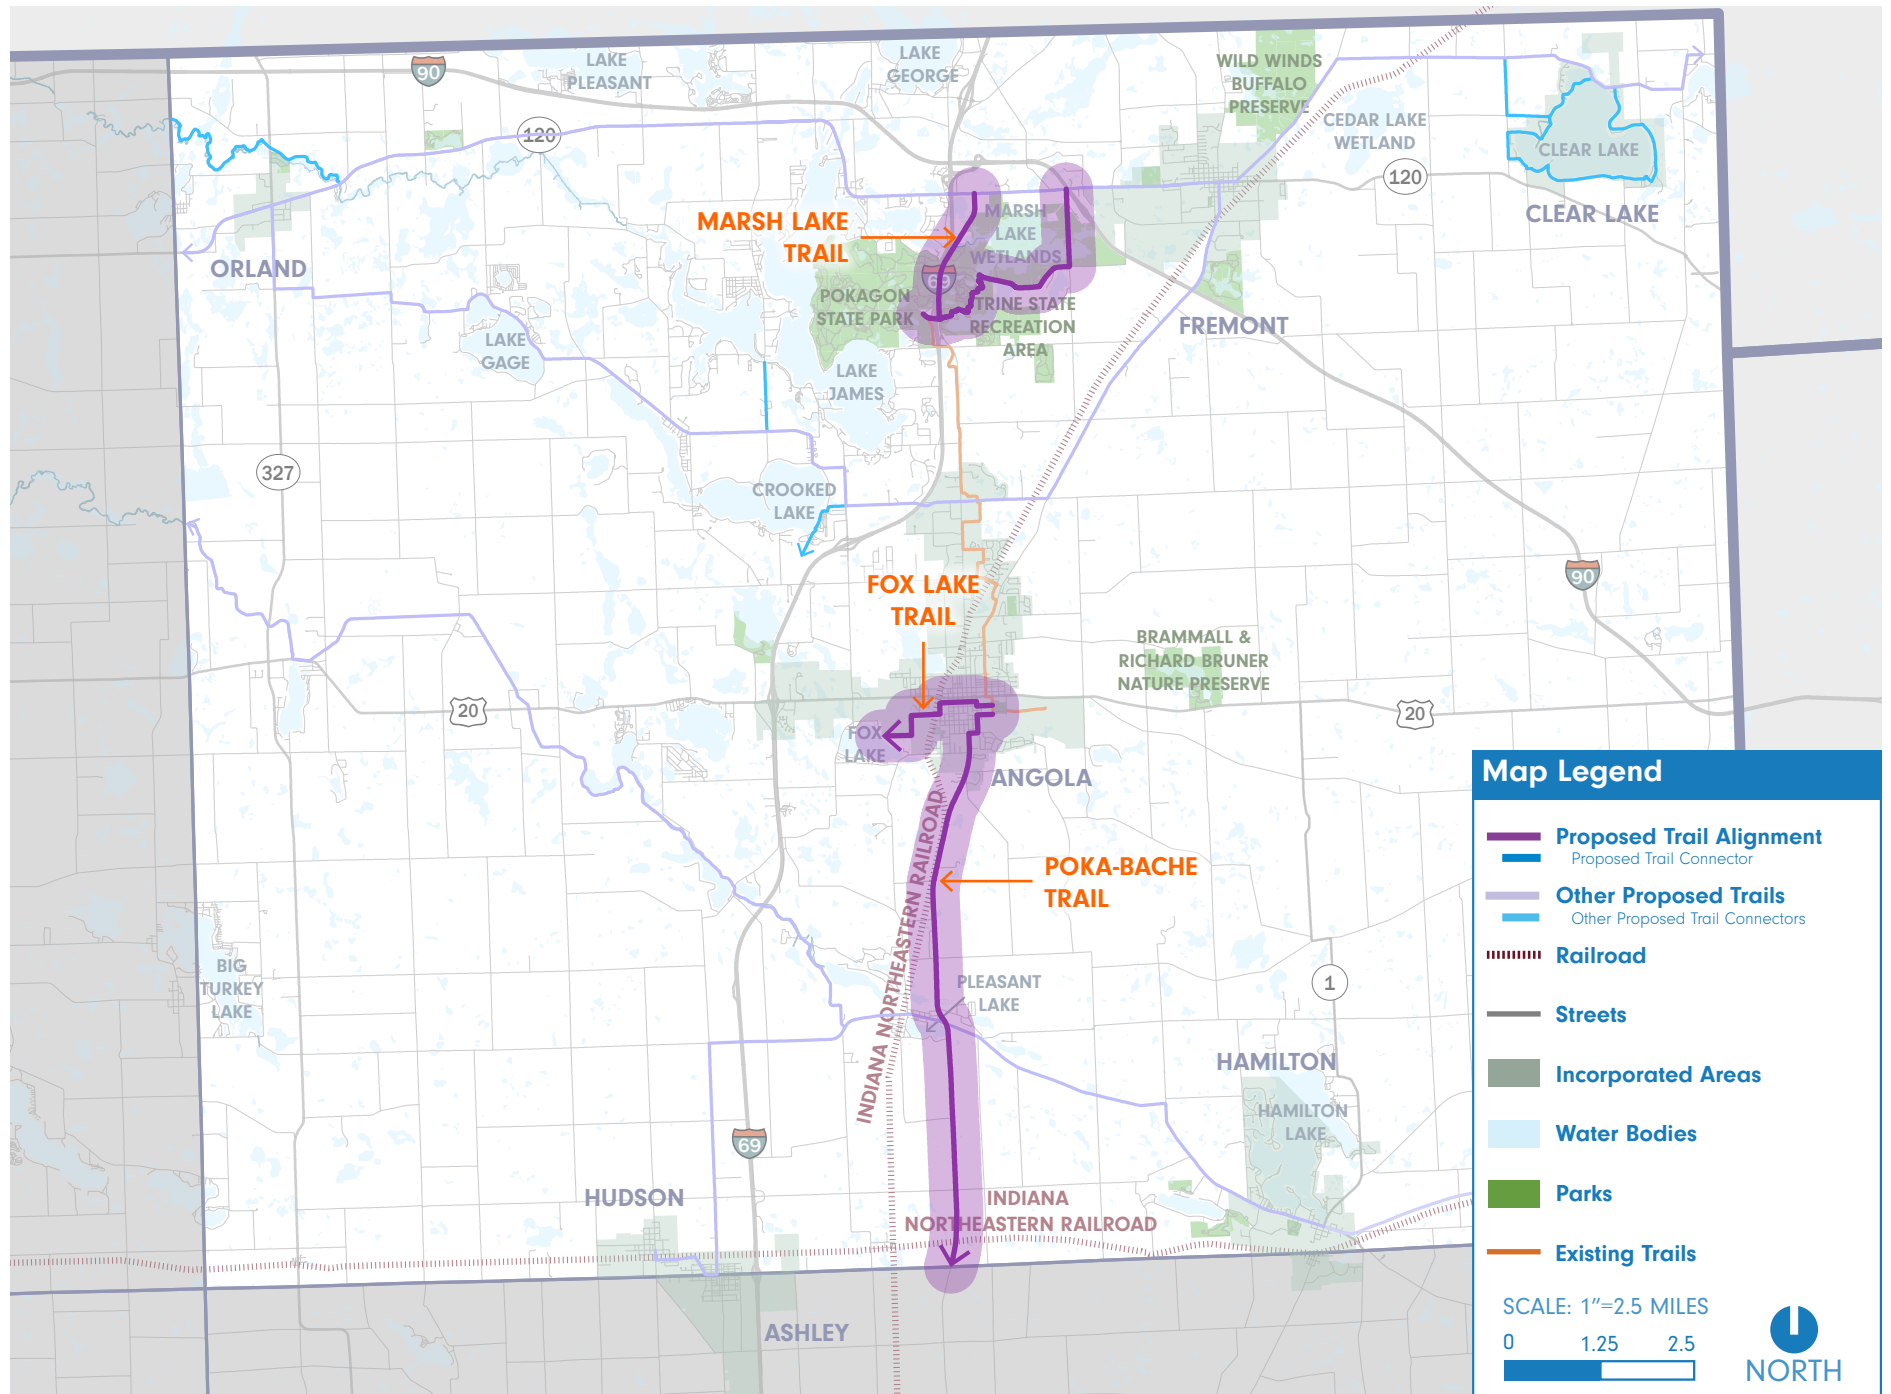 LAKE
PLEASANT
LAKE
GEORGE
WILD WINDS
BUFFALO
PRESERVE
90
120
CEDAR LAKE
WETLAND
CLEAR LAKE
120
CLEAR LAKE
MARSH LAKE
TRAIL
MARSH
LAKE
WETLANDS
ORLAND
69
POKAGON
STATE PARK
TRINE STATE
RECREATION
AREA
FREMONT
LAKE
GAGE
LAKE
JAMES
327
CROOKED
LAKE
90
FOX LAKE
TRAIL
BRAMMALL &
RICHARD BRUNER
NATURE PRESERVE
20
20
FOX
LAKE
ANGOLA
INDIANA NORTHEASTERN RAILROAD
POKA-BACHE
TRAIL
BIG
TURKEY
LAKE
PLEASANT
LAKE
1
HAMILTON
HAMILTON
LAKE
69
HUDSON
INDIANA
NORTHEASTERN RAILROAD
ASHLEY
Map Legend
Proposed Trail Alignment
Proposed Trail Connector
Other Proposed Trails
Other Proposed Trail Connectors
Railroad
Streets
Incorporated Areas
Water Bodies
Parks
Existing Trails
SCALE: 1″=2.5 MILES
0 1.25 2.5
NORTH